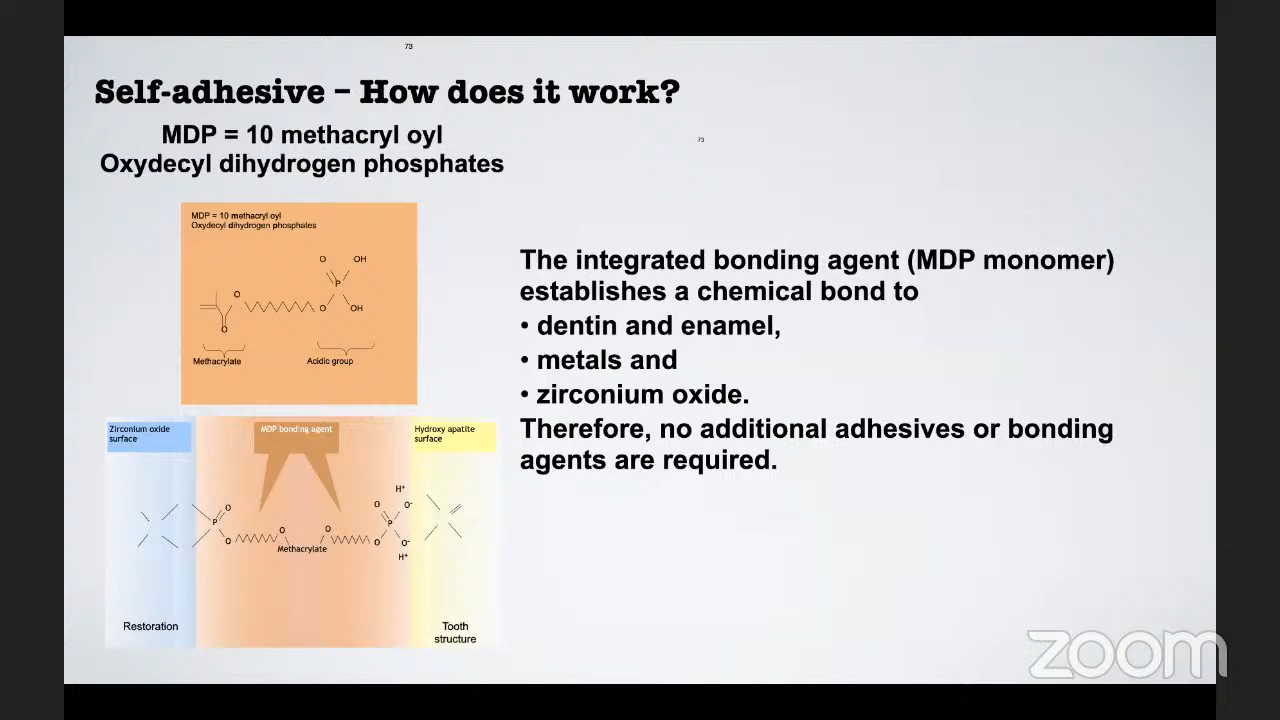 73
Self-adhesive – How does it work?
MDP = 10 methacryl oyl
Oxydecyl dihydrogen phosphates
73
MDP = 10 methacryl oyl
Oxydecyl dihydrogen phosphates
O OH
P
O
O OH
O
Methacrylate Acidic group
The integrated bonding agent (MDP monomer)
establishes a chemical bond to
• dentin and enamel,
• metals and
• zirconium oxide.
Therefore, no additional adhesives or bonding
agents are required.
Zirconium oxide
surface
MDP bonding agent
Hydroxy apatite
surface
H+
O O O-
P P
O O
O O O-
Methacrylate
H+
Restoration
Tooth
structure
zoom